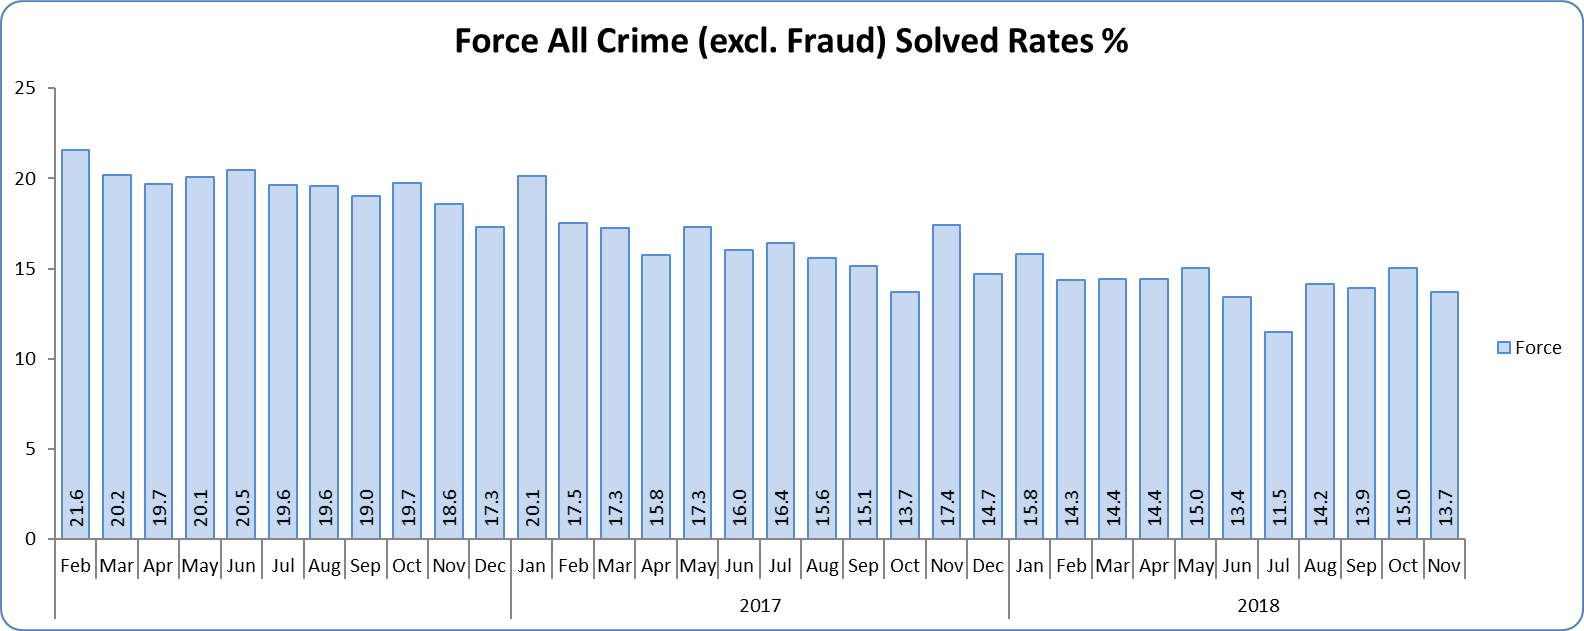 Force All Crime (excl. Fraud) Solved Rates %
25
20
15
10
5
0
21.6 20.2 19.7 20.1 20.5 19.6 19.6 19.0 19.7 18.6 17.3 20.1 17.5 17.3 15.8 17.3 16.0 16.4 15.6 15.1 13.7 17.4 14.7 15.8 14.3 14.4 14.4 15.0 13.4 11.5 14.2 13.9 15.0 13.7
Feb Mar Apr May Jun Jul Aug Sep Oct Nov Dec Jan Feb Mar Apr May Jun Jul Aug Sep Oct Nov Dec Jan Feb Mar Apr May Jun Jul Aug Sep Oct Nov
2017 2018
Force